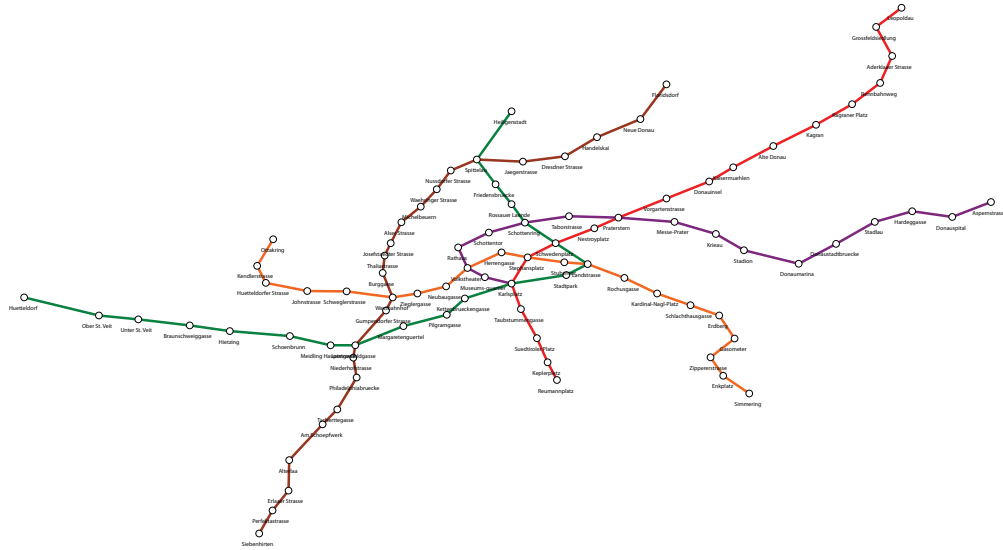 Leopoldau
Grossfeldsiedlung
Aderklaaer Strasse
Rennbahnweg
Floridsdorf
Kagraner Platz
Heiligenstadt
Neue Donau
Kagran
Handelskai
Alte Donau
Spittelau
Jaegerstrasse
Dresdner Strasse
Nussdorfer Strasse
Kaisermuehlen
Friedensbruecke
Donauinsel
Waehringer Strasse
Michelbeuern
Rossauer Laende
Vorgartenstrasse
Aspernstrasse
Alser Strasse
Schottenring
Taborstrasse
Praterstern
Messe-Prater
Hardeggasse
Donauspital
Stadlau
Ottakring
Schottentor
Nestroyplatz
Krieau
Josefstaedter Strasse
Rathaus
Schwedenplatz
Donaustadtbruecke
Thaliastrasse
Herrengasse
Stephansplatz
Stadion
Kendlerstrasse
Volkstheater
Landstrasse
Donaumarina
Burggasse
Museums-quartier
Stadtpark
Huetteldorfer Strasse
Karlsplatz
Rochusgasse
Johnstrasse
Schweglerstrasse
Zieglergasse
Neubaugasse
Kardinal-Nagl-Platz
Huetteldorf
Westbahnhof
Kettenbrueckengasse
Schlachthausgasse
Gumpendorfer Strasse
Taubstummengasse
Ober St. Veit
Unter St. Veit
Pilgramgasse
Erdberg
Braunschweiggasse
Hietzing
Margaretenguertel
Schoenbrunn
Suedtiroler Platz
Gasometer
Niederhofstrasse
Zippererstrasse
Keplerplatz
Philadelphiabruecke
Enkplatz
Reumannplatz
Simmering
Tscherttegasse
Am Schoepfwerk
Alterlaa
Erlaaer Strasse
Perfektastrasse
Siebenhirten